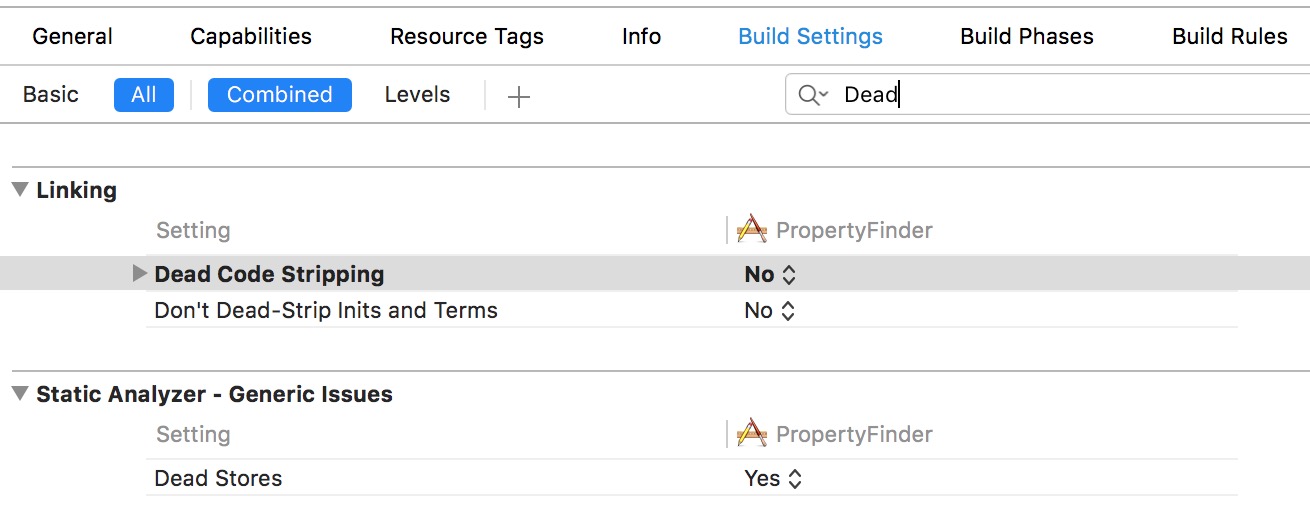 General Capabilities Resource Tags Info Build Settings Build Phases Build Rules
Basic All Combined Levels + Dead
Linking
Setting PropertyFinder
Dead Code Stripping No
Don't Dead-Strip Inits and Terms No
Static Analyzer - Generic Issues
Setting PropertyFinder
Dead Stores Yes